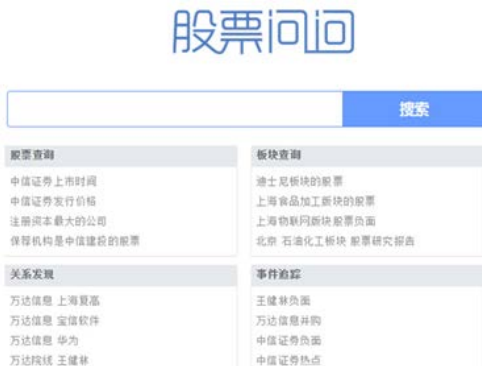 股票问问
搜索
股票查询
中信证券上市时间
中信证券发行价格
注册资本最大的公司
保荐机构是中信建投的股票
板块查询
迪士尼板块的股票
上海食品加工版块的股票
上海物联网版块股票负面
北京 石油化工板块 股票研究报告
关系发现
万达信息 上海复高
万达信息 宝信软件
万达信息 华为
万达院线 王健林
事件追踪
王健林负面
万达信息并购
中信证券负面
中信证券热点